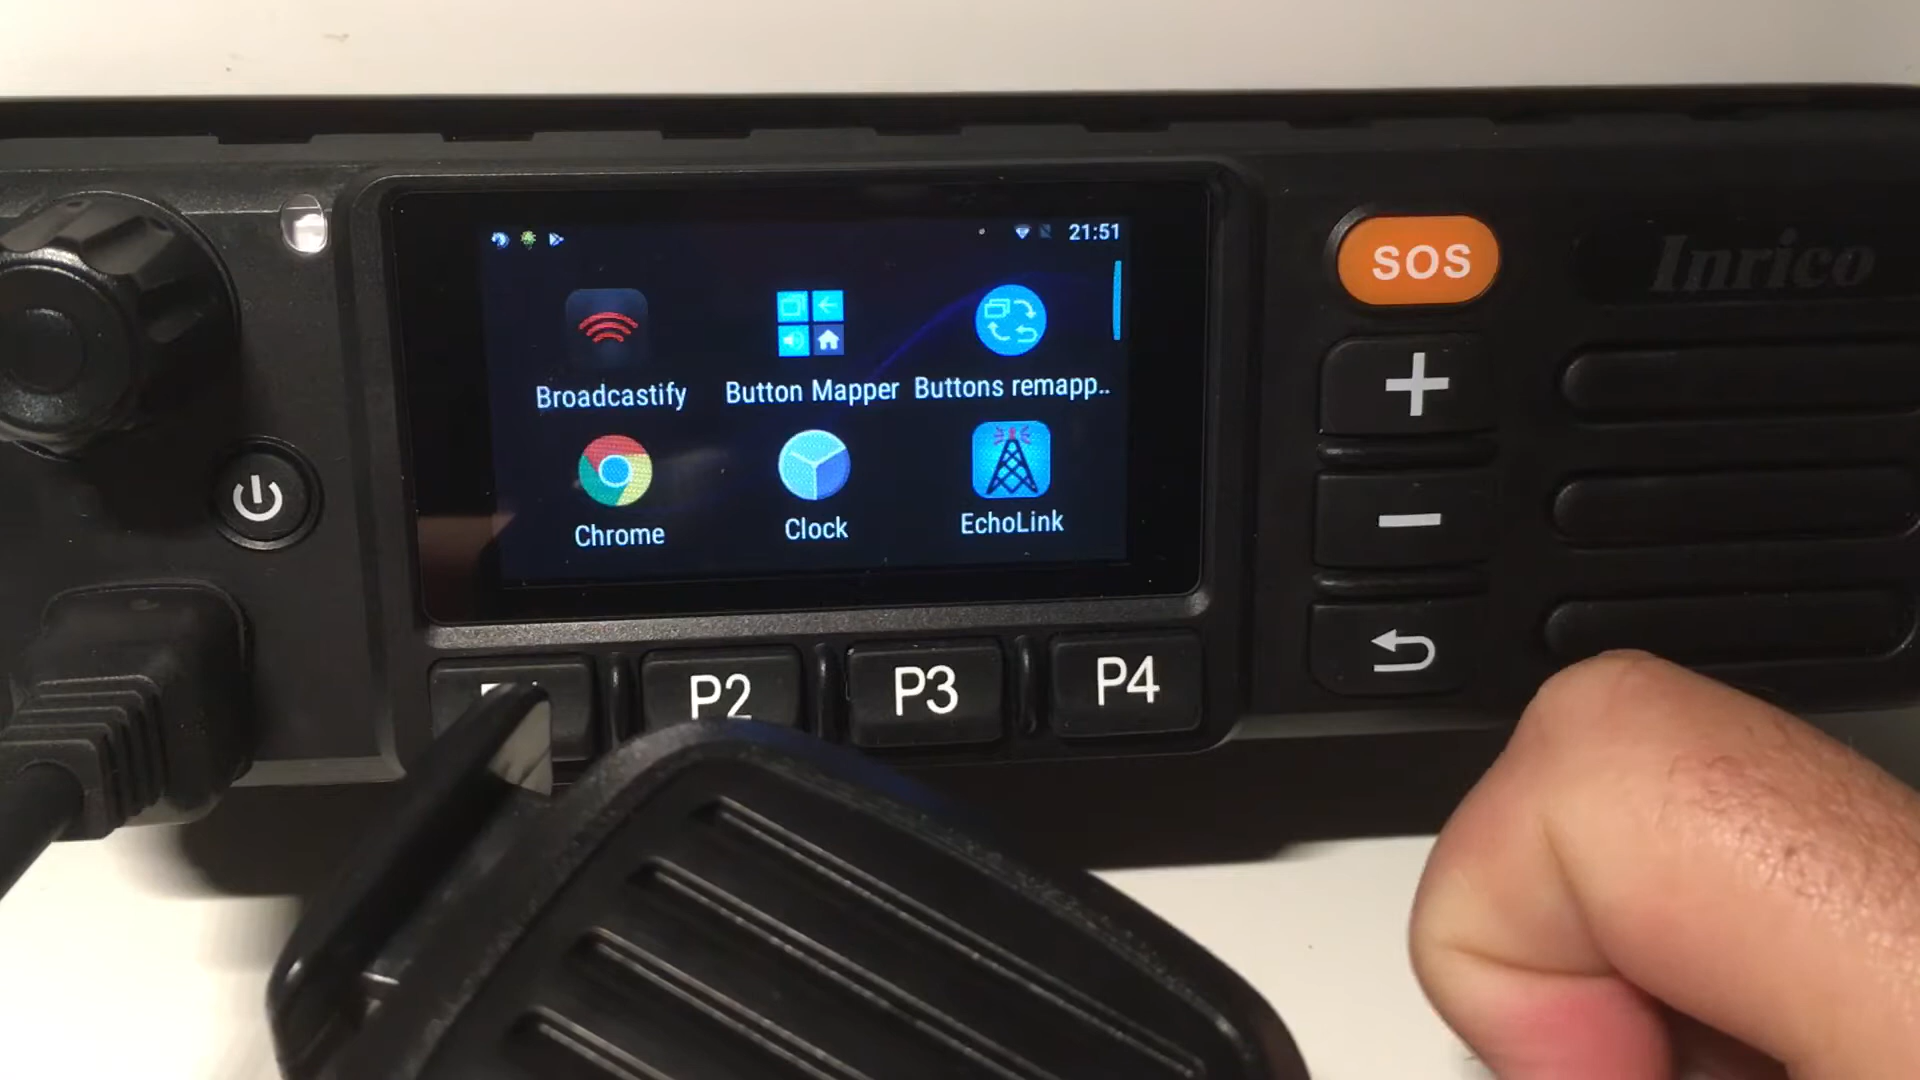 21:51
SOS
Inrico
Broadcastify
Button Mapper
Buttons remapp..
Chrome
Clock
EchoLink
P2
P3
P4